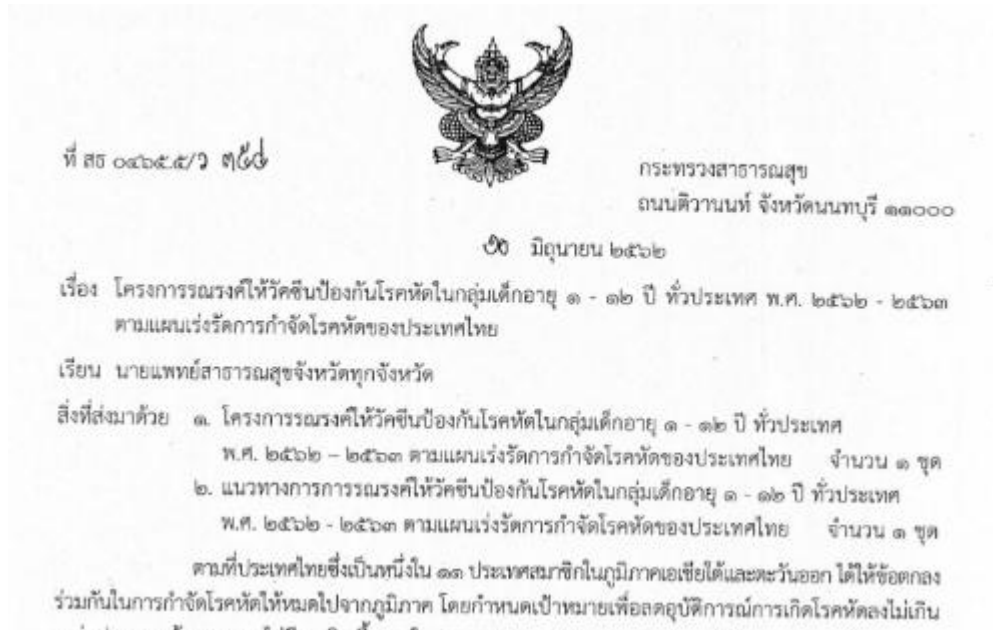 ที่ สธ ๐๔๖๕.๕/ว ๓๕๔
กระทรวงสาธารณสุข
ถนนติวานนท์ จังหวัดนนทบุรี ๑๑๐๐๐
มิถุนายน ๒๕๖๒
เรื่อง โครงการรณรงค์ให้วัคซีนป้องกันโรคหัดในกลุ่มเด็กอายุ ๑ - ๑๒ ปี ทั่วประเทศ พ.ศ. ๒๕๖๒ - ๒๕๖๓
ตามแผนเร่งรัดการกำจัดโรคหัดของประเทศไทย
เรียน นายแพทย์สาธารณสุขจังหวัดทุกจังหวัด
สิ่งที่ส่งมาด้วย ๑. โครงการรณรงค์ให้วัคซีนป้องกันโรคหัดในกลุ่มเด็กอายุ ๑ - ๑๒ ปี ทั่วประเทศ
พ.ศ. ๒๕๖๒ – ๒๕๖๓ ตามแผนเร่งรัดการกำจัดโรคหัดของประเทศไทย จำนวน ๑ ชุด
๒. แนวทางการการรณรงค์ให้วัคซีนป้องกันโรคหัดในกลุ่มเด็กอายุ ๑ - ๑๒ ปี ทั่วประเทศ
พ.ศ. ๒๕๖๒ - ๒๕๖๓ ตามแผนเร่งรัดการกำจัดโรคหัดของประเทศไทย จำนวน ๑ ชุด
ตามที่ประเทศไทยซึ่งเป็นหนึ่งใน ๑๑ ประเทศสมาชิกในภูมิภาคเอเชียใต้และตะวันออก ได้ให้ข้อตกลง
ร่วมกันในการกำจัดโรคหัดให้หมดไปจากภูมิภาค โดยกำหนดเป้าหมายเพื่อลดอุบัติการณ์การเกิดโรคหัดลงไม่เกิน